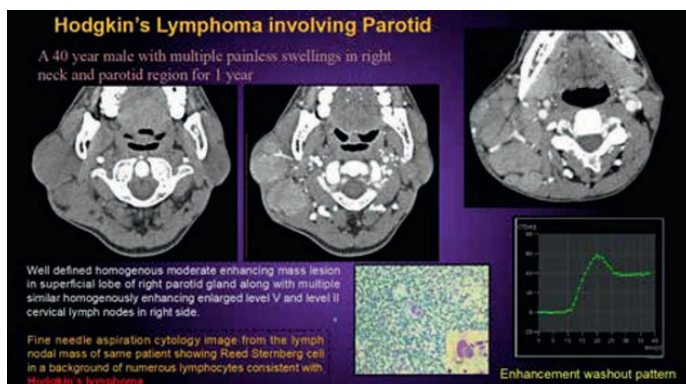 Hodgkin's Lymphoma involving Parotid
A 40 year male with multiple painless swellings in right
neck and parotid region for 1 year
Well defined homogenous moderate enhancing mass lesion
in superficial lobe of right parotid gland along with multiple
similar homogenously enhancing enlarged level V and level II
cervical lymph nodes in right side.
Fine needle aspiration cytology image from the lymph
nodal mass of same patient showing Reed Sternberg cell
in a background of numerous lymphocytes consistent with
Hodgkin's lymphoma
Enhancement washout pattern